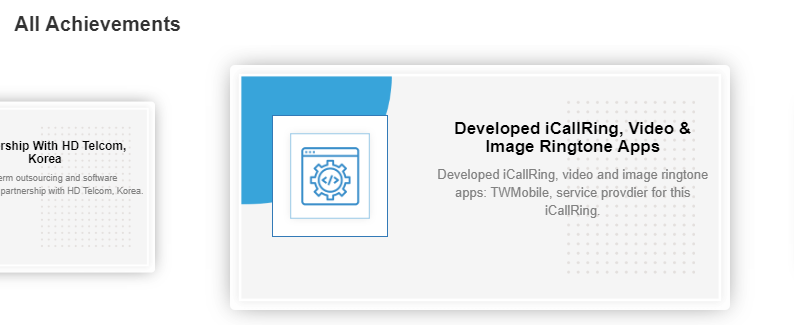 All Achievements
rship With HD Telcom,
Korea
erm outsourcing and software
partnership with HD Telcom, Korea.
Developed iCallRing, Video &
Image Ringtone Apps
Developed iCallRing, video and image ringtone
apps: TWMobile, service provdier for this
iCallRing.